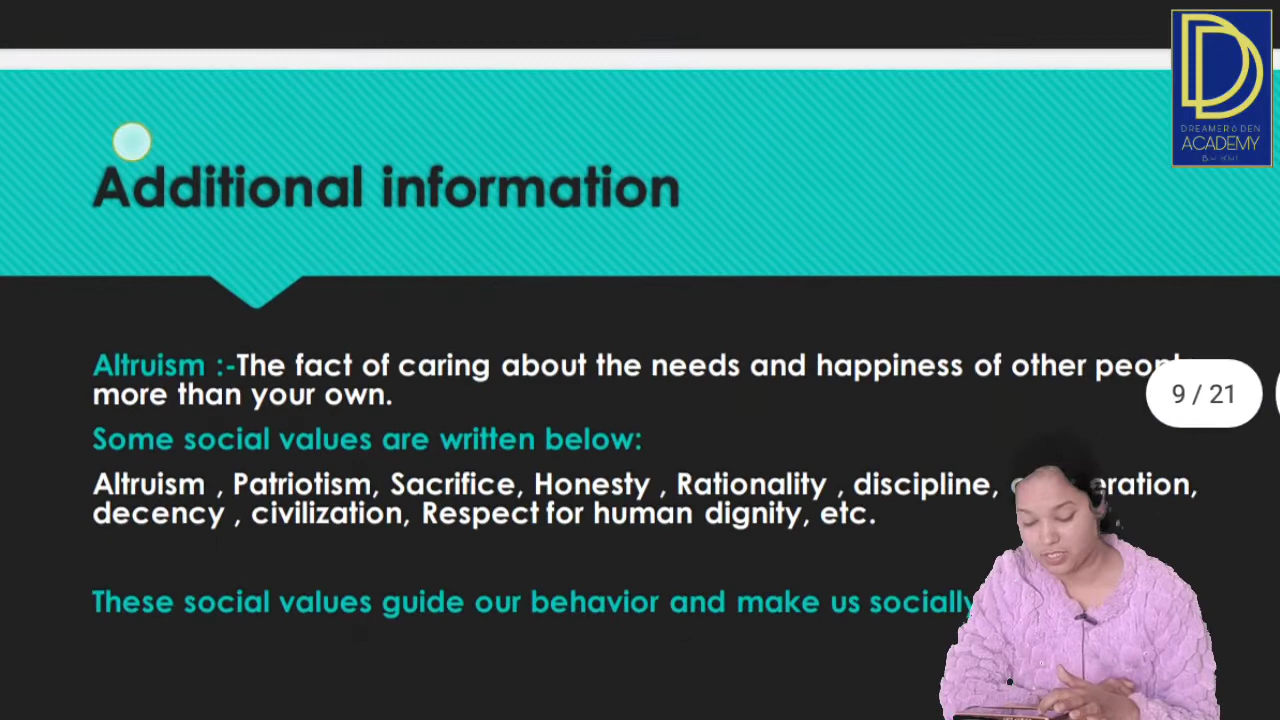 DREAMER'S DEN
ACADEMY
Additional information
Altruism :-The fact of caring about the needs and happiness of other
more than your own.
9 / 21
Some social values are written below:
Altruism , Patriotism, Sacrifice, Honesty , Rationality , discipline,
decency , civilization, Respect for human dignity, etc.
These social values guide our behavior and make us socially